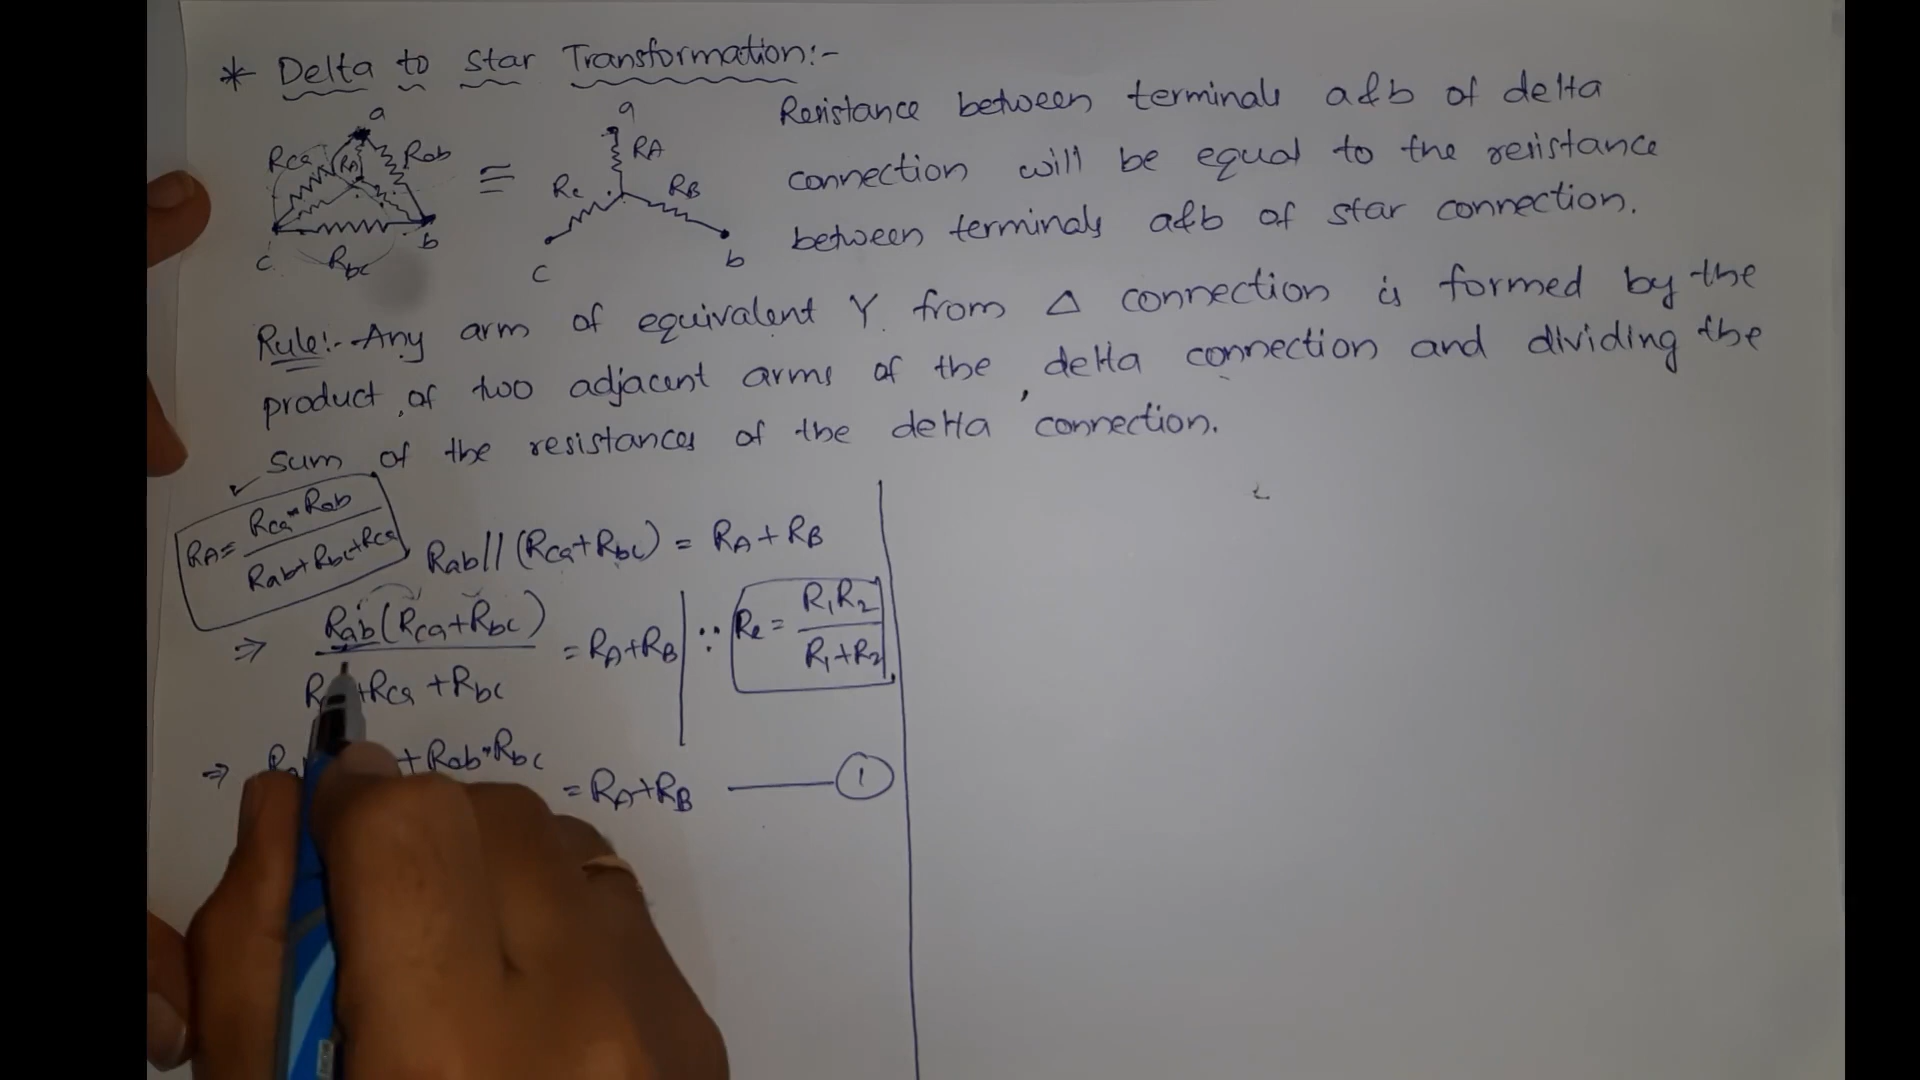 * Delta to Star Transformation:-
a
Rca RA Rab
c Rbc b
≡
a
RA
Rc RB
c b
Resistance between terminals a&b of delta
connection will be equal to the resistance
between terminals a&b of star connection.
Rule:- Any arm of equivalent Y from Δ connection is formed by the
product of two adjacent arms of the delta connection and dividing the
sum of the resistances of the delta connection.
RA = Rca*Rab / Rab+Rbc+Rca
Rab//(Rca+Rbc) = RA+RB
⇒ Rab(Rca+Rbc) / +Rca+Rbc = RA+RB
∵ Re = R1R2 / R1+R2
⇒ +Rab*Rbc = RA+RB —— 1